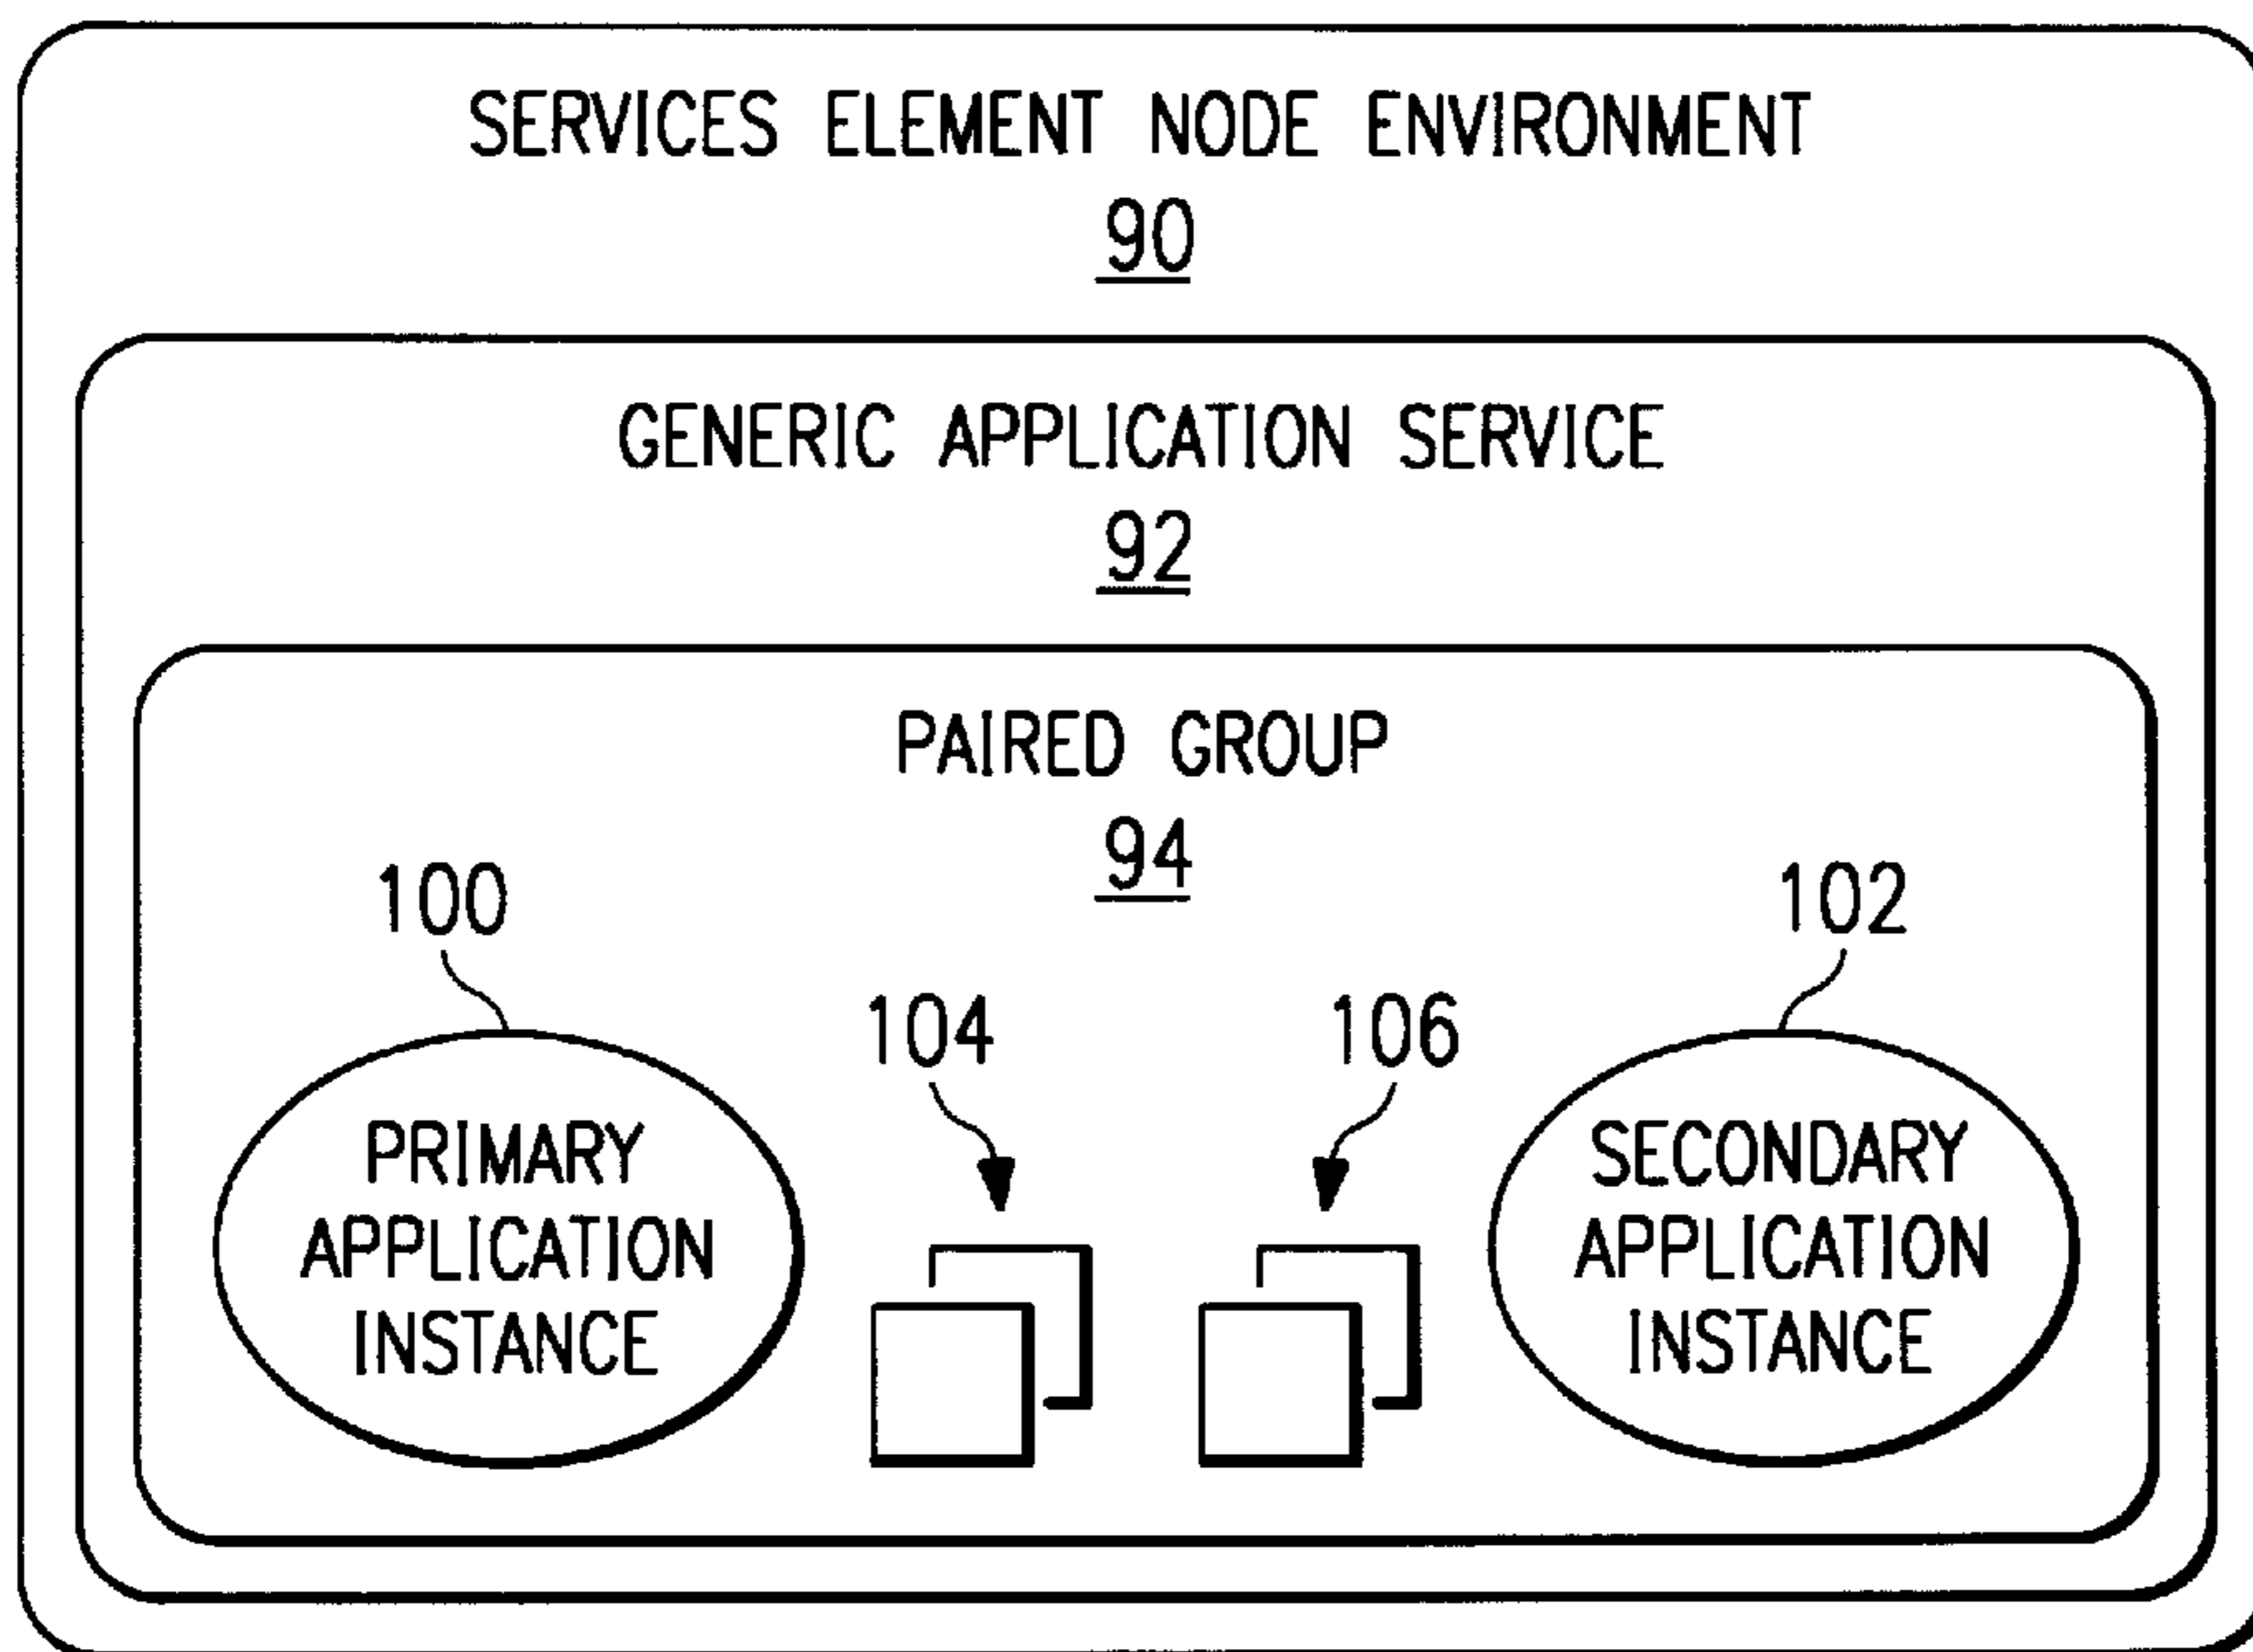 SERVICES ELEMENT NODE ENVIRONMENT
90
GENERIC APPLICATION SERVICE
92
PAIRED GROUP
94
100
102
104
106
PRIMARY
APPLICATION
INSTANCE
SECONDARY
APPLICATION
INSTANCE